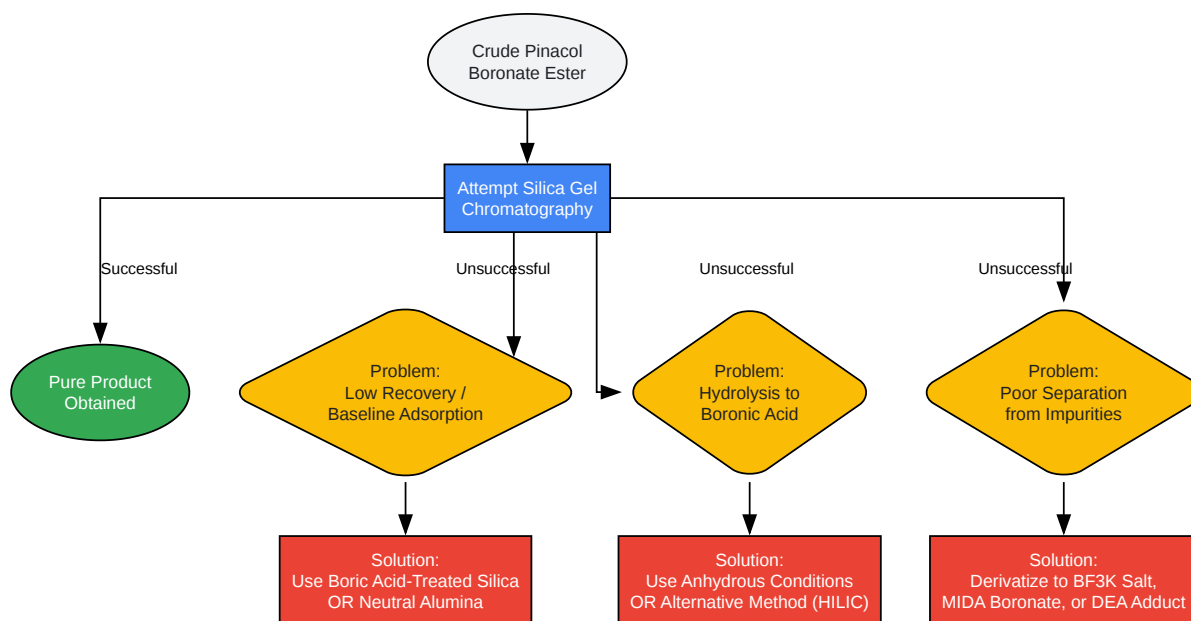 Crude Pinacol
Boronate Ester
Attempt Silica Gel
Chromatography
Successful
Unsuccessful
Unsuccessful
Unsuccessful
Pure Product
Obtained
Problem:
Low Recovery /
Baseline Adsorption
Problem:
Hydrolysis to
Boronic Acid
Problem:
Poor Separation
from Impurities
Solution:
Use Boric Acid-Treated Silica
OR Neutral Alumina
Solution:
Use Anhydrous Conditions
OR Alternative Method (HILIC)
Solution:
Derivatize to BF3K Salt,
MIDA Boronate, or DEA Adduct